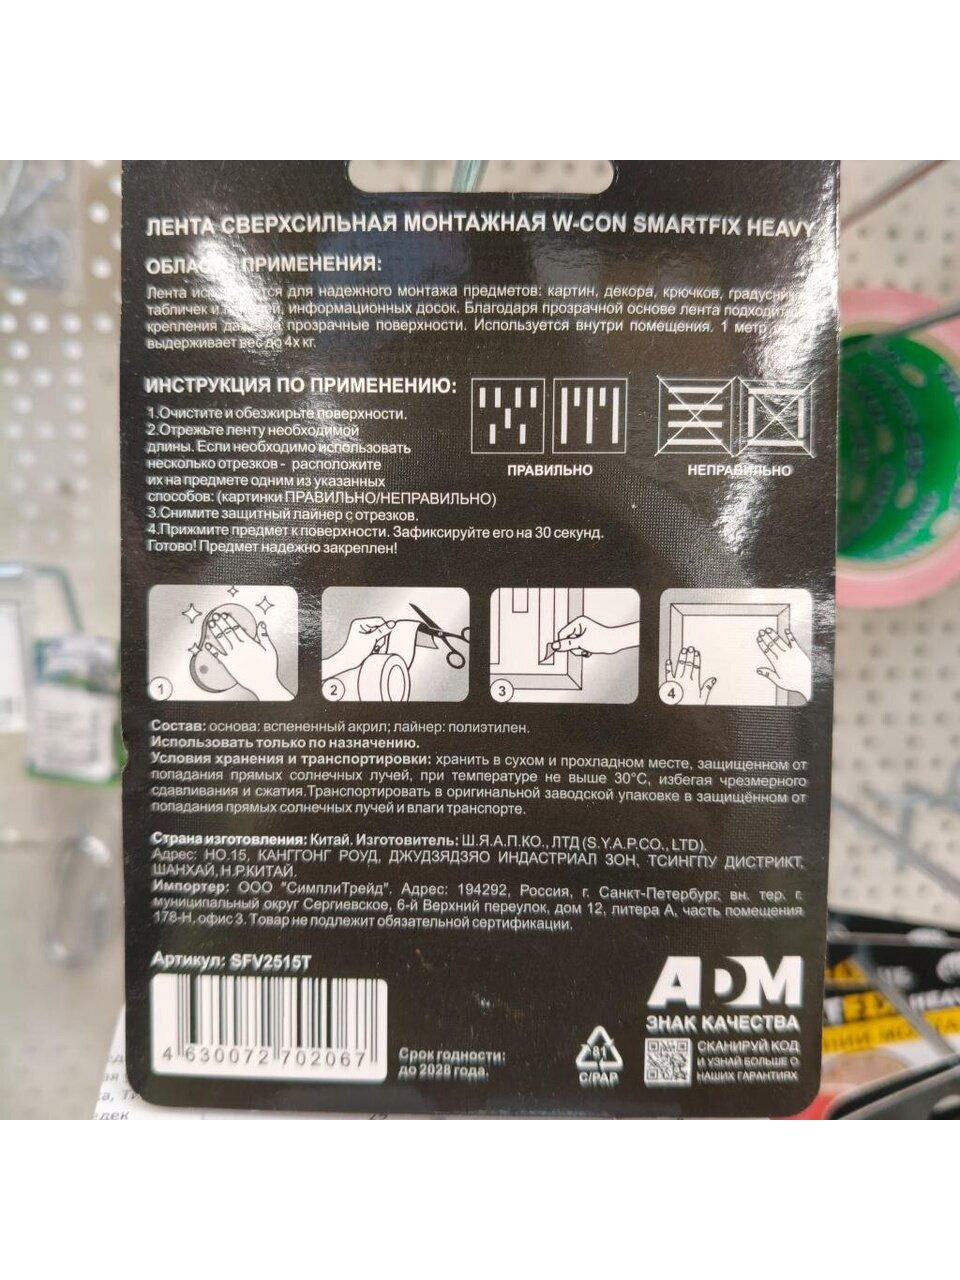 ЛЕНТА СВЕРХСИЛЬНАЯ МОНТАЖНАЯ W-CON SMARTFIX HEAVY
ПРИМЕНЕНИЯ:
Лента для надежного монтажа предметов: картин, декора, крючков,
табличек и информационных досок. Благодаря прозрачной основе лента
крепления прозрачные поверхности. Используется внутри помещения. 1 метр
выдерживает вес до 4х кг.
ИНСТРУКЦИЯ ПО ПРИМЕНЕНИЮ:
1.Очистите и обезжирьте поверхности.
2.Отрежьте ленту необходимой
длины. Если необходимо использовать
несколько отрезков - расположите
их на предмете одним из указанных
способов: (картинки ПРАВИЛЬНО/НЕПРАВИЛЬНО)
3.Снимите защитный лайнер с отрезков.
4.Прижмите предмет к поверхности. Зафиксируйте его на 30 секунд.
Готово! Предмет надежно закреплен!
ПРАВИЛЬНО
НЕПРАВИЛЬНО
1
2
3
4
Состав: основа: вспененный акрил; лайнер: полиэтилен.
Использовать только по назначению.
Условия хранения и транспортировки: хранить в сухом и прохладном месте, защищенном от
попадания прямых солнечных лучей, при температуре не выше 30°С, избегая чрезмерного
сдавливания и сжатия.Транспортировать в оригинальной заводской упаковке в защищённом от
попадания прямых солнечных лучей и влаги транспорте.
Страна изготовления: Китай. Изготовитель: Ш.Я.А.П.КО., ЛТД (S.Y.A.P.CO., LTD).
Адрес: НО.15, КАНГГОНГ РОУД, ДЖУДЗЯДЗЯО ИНДАСТРИАЛ ЗОН, ТСИНГПУ ДИСТРИКТ,
ШАНХАЙ, Н.Р.КИТАЙ.
Импортер: ООО "СимплиТрейд". Адрес: 194292, Россия, г. Санкт-Петербург, вн. тер. г.
муниципальный округ Сергиевское, 6-й Верхний переулок, дом 12, литера А, часть помещения
178-Н, офис 3. Товар не подлежит обязательной сертификации.
Артикул: SFV2515T
4 630072 702067
Срок годности:
до 2028 года.
81
C/PAP
ADM
ЗНАК КАЧЕСТВА
СКАНИРУЙ КОД
И УЗНАЙ БОЛЬШЕ О
НАШИХ ГАРАНТИЯХ